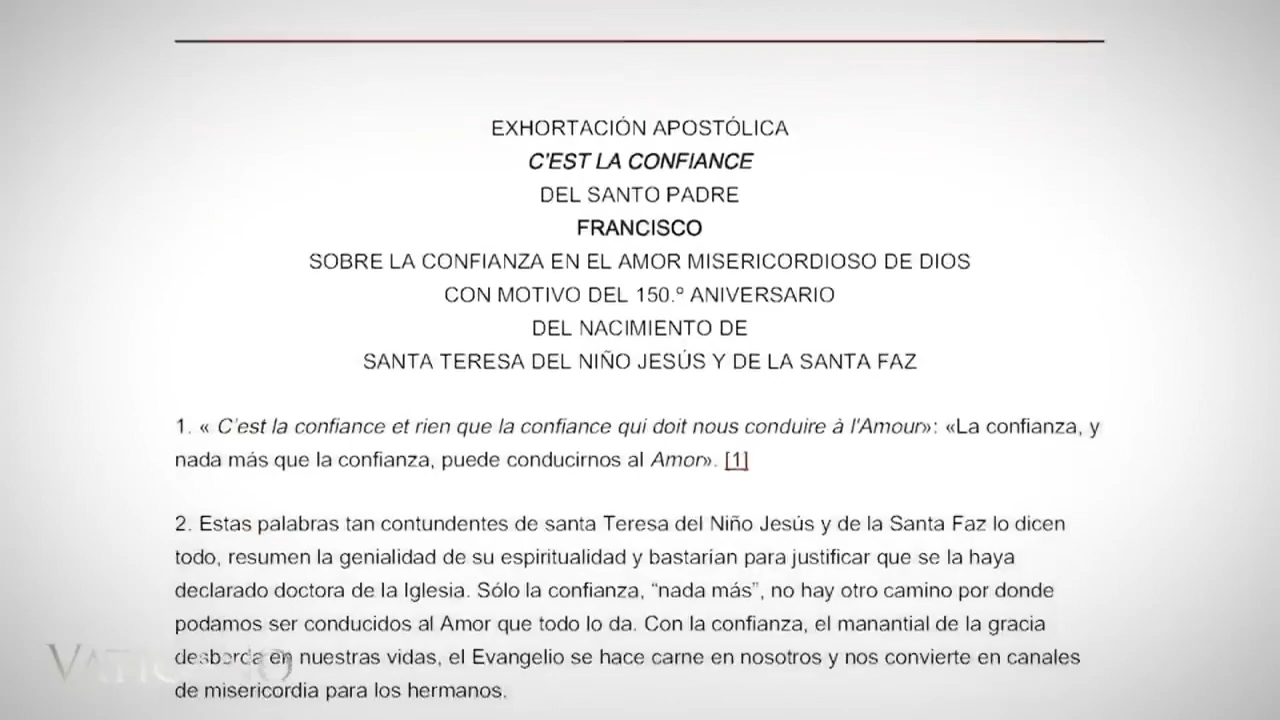 EXHORTACIÓN APOSTÓLICA
C'EST LA CONFIANCE
DEL SANTO PADRE
FRANCISCO
SOBRE LA CONFIANZA EN EL AMOR MISERICORDIOSO DE DIOS
CON MOTIVO DEL 150.º ANIVERSARIO
DEL NACIMIENTO DE
SANTA TERESA DEL NIÑO JESÚS Y DE LA SANTA FAZ
1. « C'est la confiance et rien que la confiance qui doit nous conduire à l'Amour»: «La confianza, y
nada más que la confianza, puede conducirnos al Amor». [1]
2. Estas palabras tan contundentes de santa Teresa del Niño Jesús y de la Santa Faz lo dicen
todo, resumen la genialidad de su espiritualidad y bastarían para justificar que se la haya
declarado doctora de la Iglesia. Sólo la confianza, “nada más”, no hay otro camino por donde
podamos ser conducidos al Amor que todo lo da. Con la confianza, el manantial de la gracia
desborda en nuestras vidas, el Evangelio se hace carne en nosotros y nos convierte en canales
de misericordia para los hermanos.
VATICANO